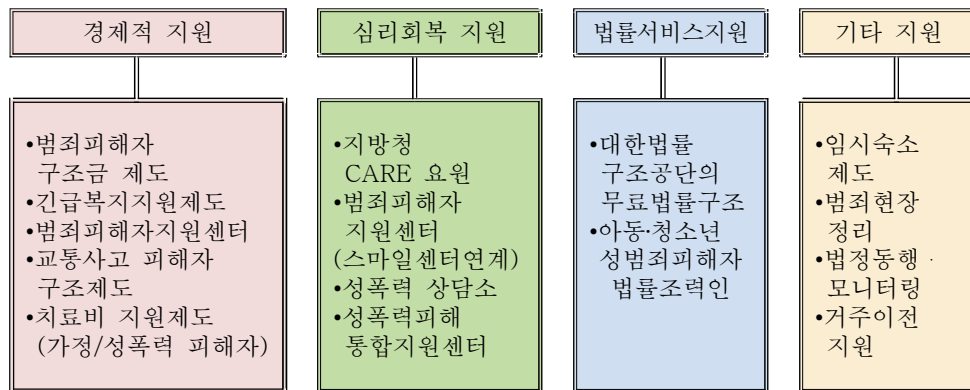 경제적 지원
•범죄피해자
구조금 제도
•긴급복지지원제도
•범죄피해자지원센터
•교통사고 피해자
구조제도
•치료비 지원제도
(가정/성폭력 피해자)
심리회복 지원
•지방청
CARE 요원
•범죄피해자
지원센터
(스마일센터연계)
•성폭력 상담소
•성폭력피해
통합지원센터
법률서비스지원
•대한법률
구조공단의
무료법률구조
•아동·청소년
성범죄피해자
법률조력인
기타 지원
•임시숙소
제도
•범죄현장
정리
•법정동행·
모니터링
•거주이전
지원